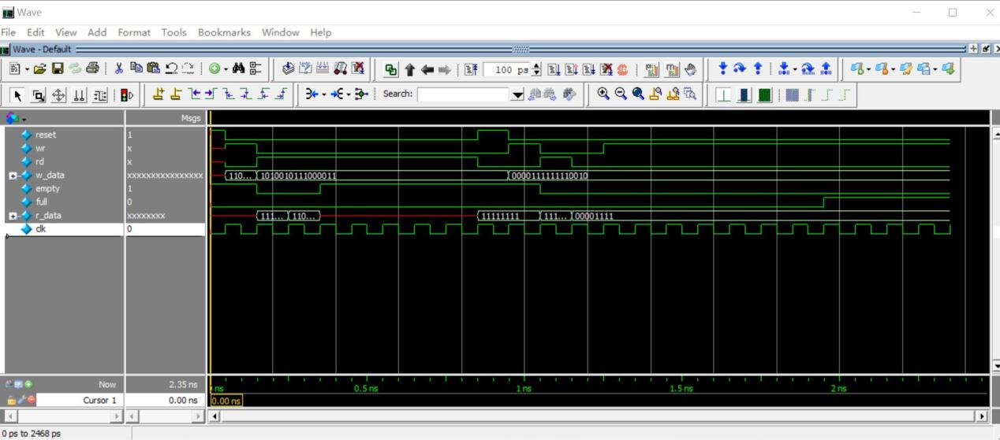 Wave
File Edit View Add Format Tools Bookmarks Window Help
Wave - Default
100 ps
Search:
Msgs
reset 1
wr x
rd x
w_data xxxxxxxxxxxxxxxx 110... 1010010111000011 0000111111110010
empty 1
full 0
r_data xxxxxxxx 111... 110... 11111111 111... 00001111
clk 0
Now 2.35 ns ns 0.5 ns 1 ns 1.5 ns 2 ns
Cursor 1 0.00 ns 0.00 ns
0 ps to 2468 ps